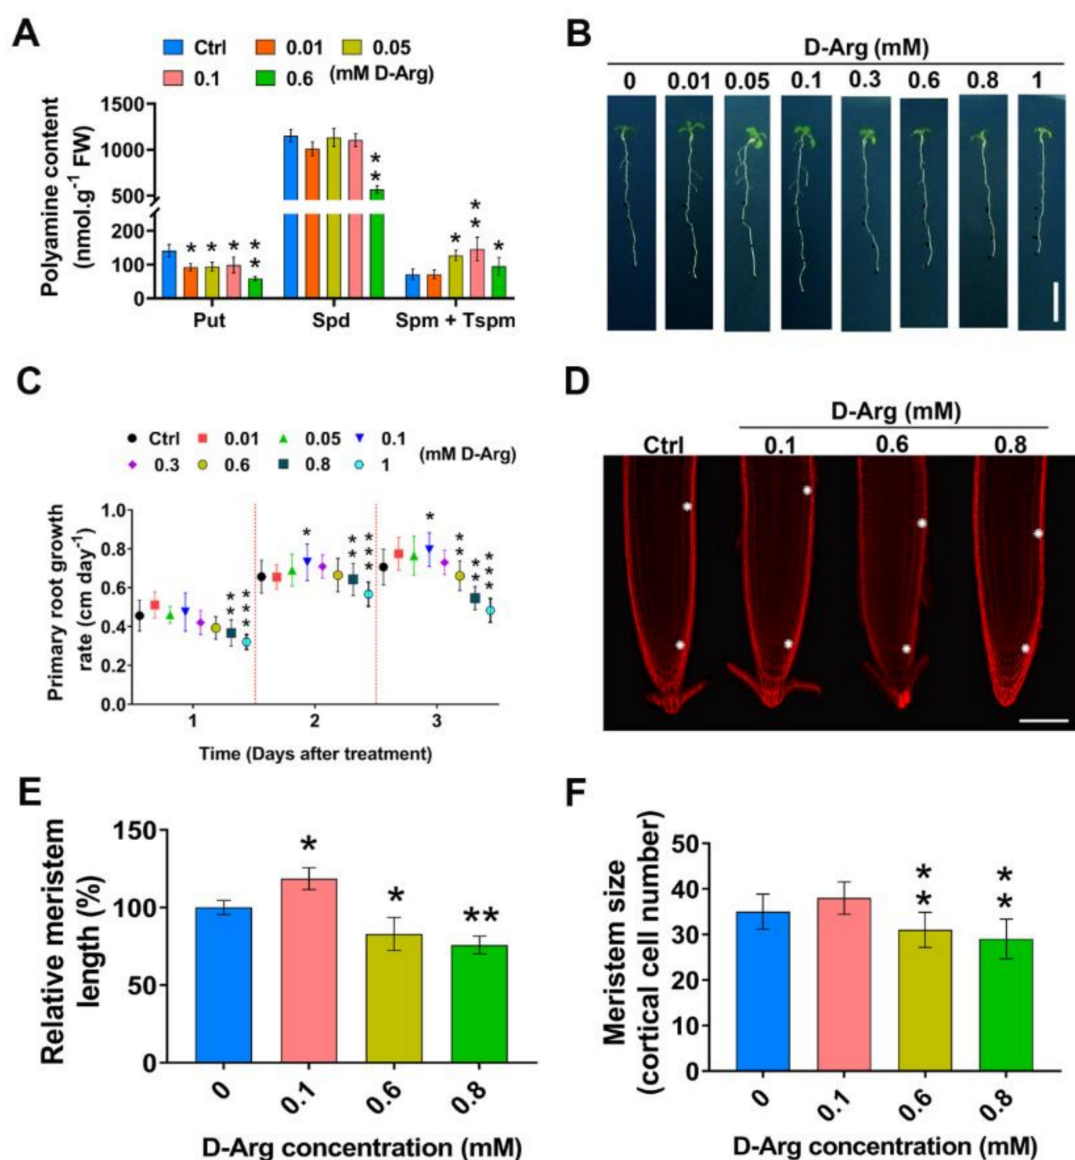 A
Ctrl 0.01 0.05
0.1 0.6 (mM D-Arg)
Polyamine content
(nmol.g-1 FW)
1500
1000
500
200
100
0
* * * * *
* *
* * * *
Put Spd Spm + Tspm
B
D-Arg (mM)
0 0.01 0.05 0.1 0.3 0.6 0.8 1
C
Ctrl 0.01 0.05 0.1
0.3 0.6 0.8 1
(mM D-Arg)
Primary root growth
rate (cm day-1)
1.0
0.8
0.6
0.4
0.2
0.0
** ***
* ** ***
* ** ** ***
1 2 3
Time (Days after treatment)
D
D-Arg (mM)
Ctrl 0.1 0.6 0.8
E
Relative meristem
length (%)
150
100
50
0
* * **
0 0.1 0.6 0.8
D-Arg concentration (mM)
F
Meristem size
(cortical cell number)
50
40
30
20
10
0
** **
0 0.1 0.6 0.8
D-Arg concentration (mM)